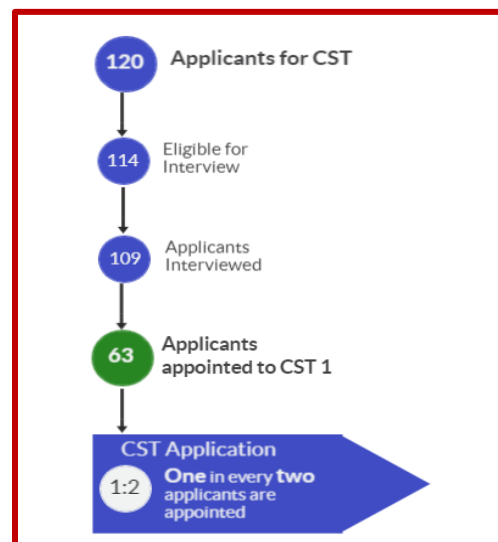 120
Applicants for CST
114
Eligible for
Interview
109
Applicants
Interviewed
63
Applicants
appointed to CST 1
CST Application
1:2
One in every two
applicants are
appointed